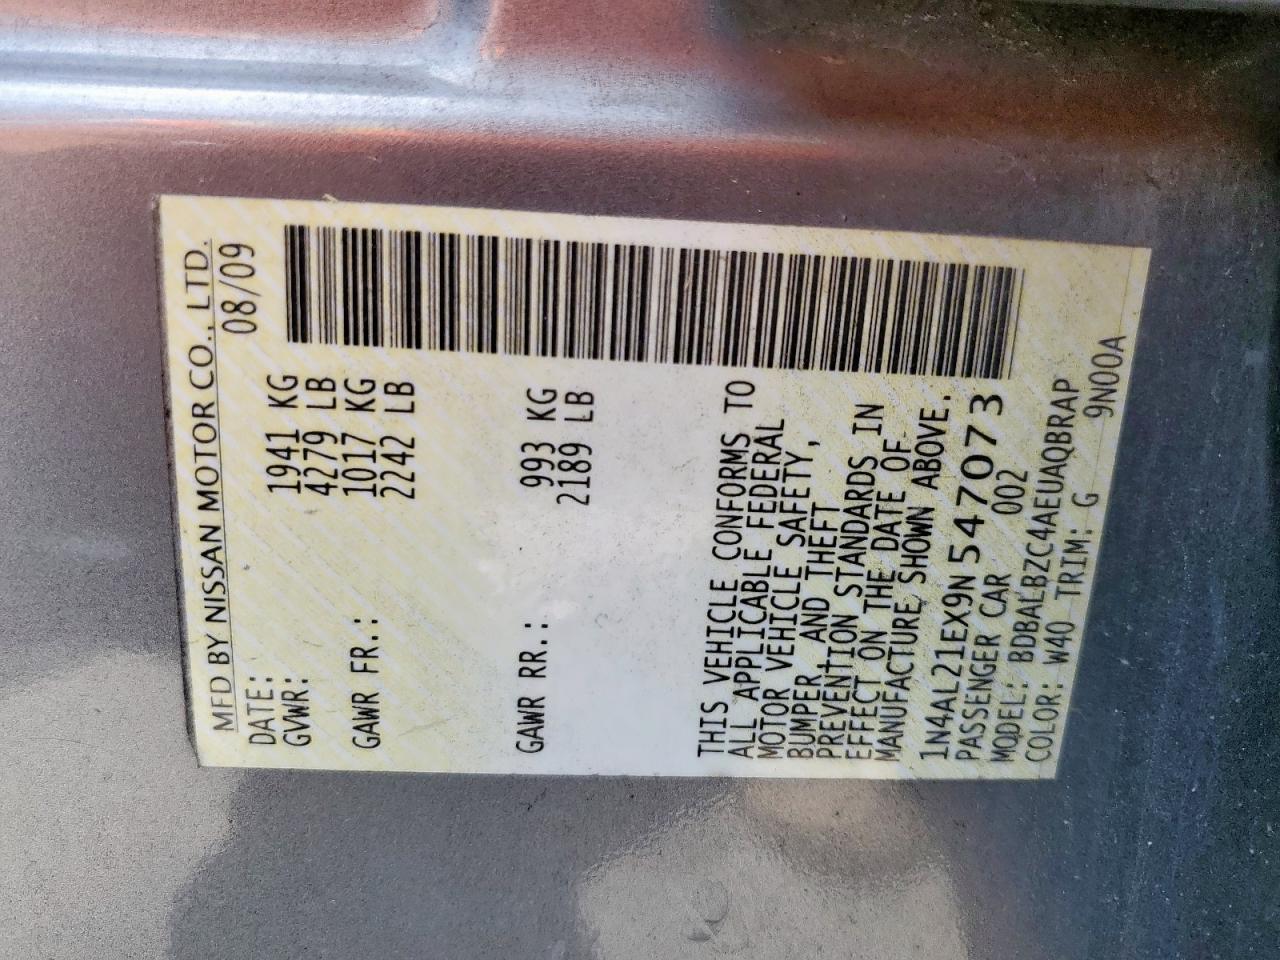 MFD BY NISSAN MOTOR CO., LTD.
DATE: 08/09
GVWR: 1941 KG
4279 LB
GAWR FR.: 1017 KG
2242 LB
GAWR RR.: 993 KG
2189 LB
THIS VEHICLE CONFORMS TO
ALL APPLICABLE FEDERAL
MOTOR VEHICLE SAFETY,
BUMPER, AND THEFT
PREVENTION STANDARDS IN
EFFECT ON THE DATE OF
MANUFACTURE SHOWN ABOVE.
1N4AL21EX9N547073
PASSENGER CAR 002
MODEL: BDBALBZC4AEUAQBRAP
COLOR: W40 TRIM: G 9N00A